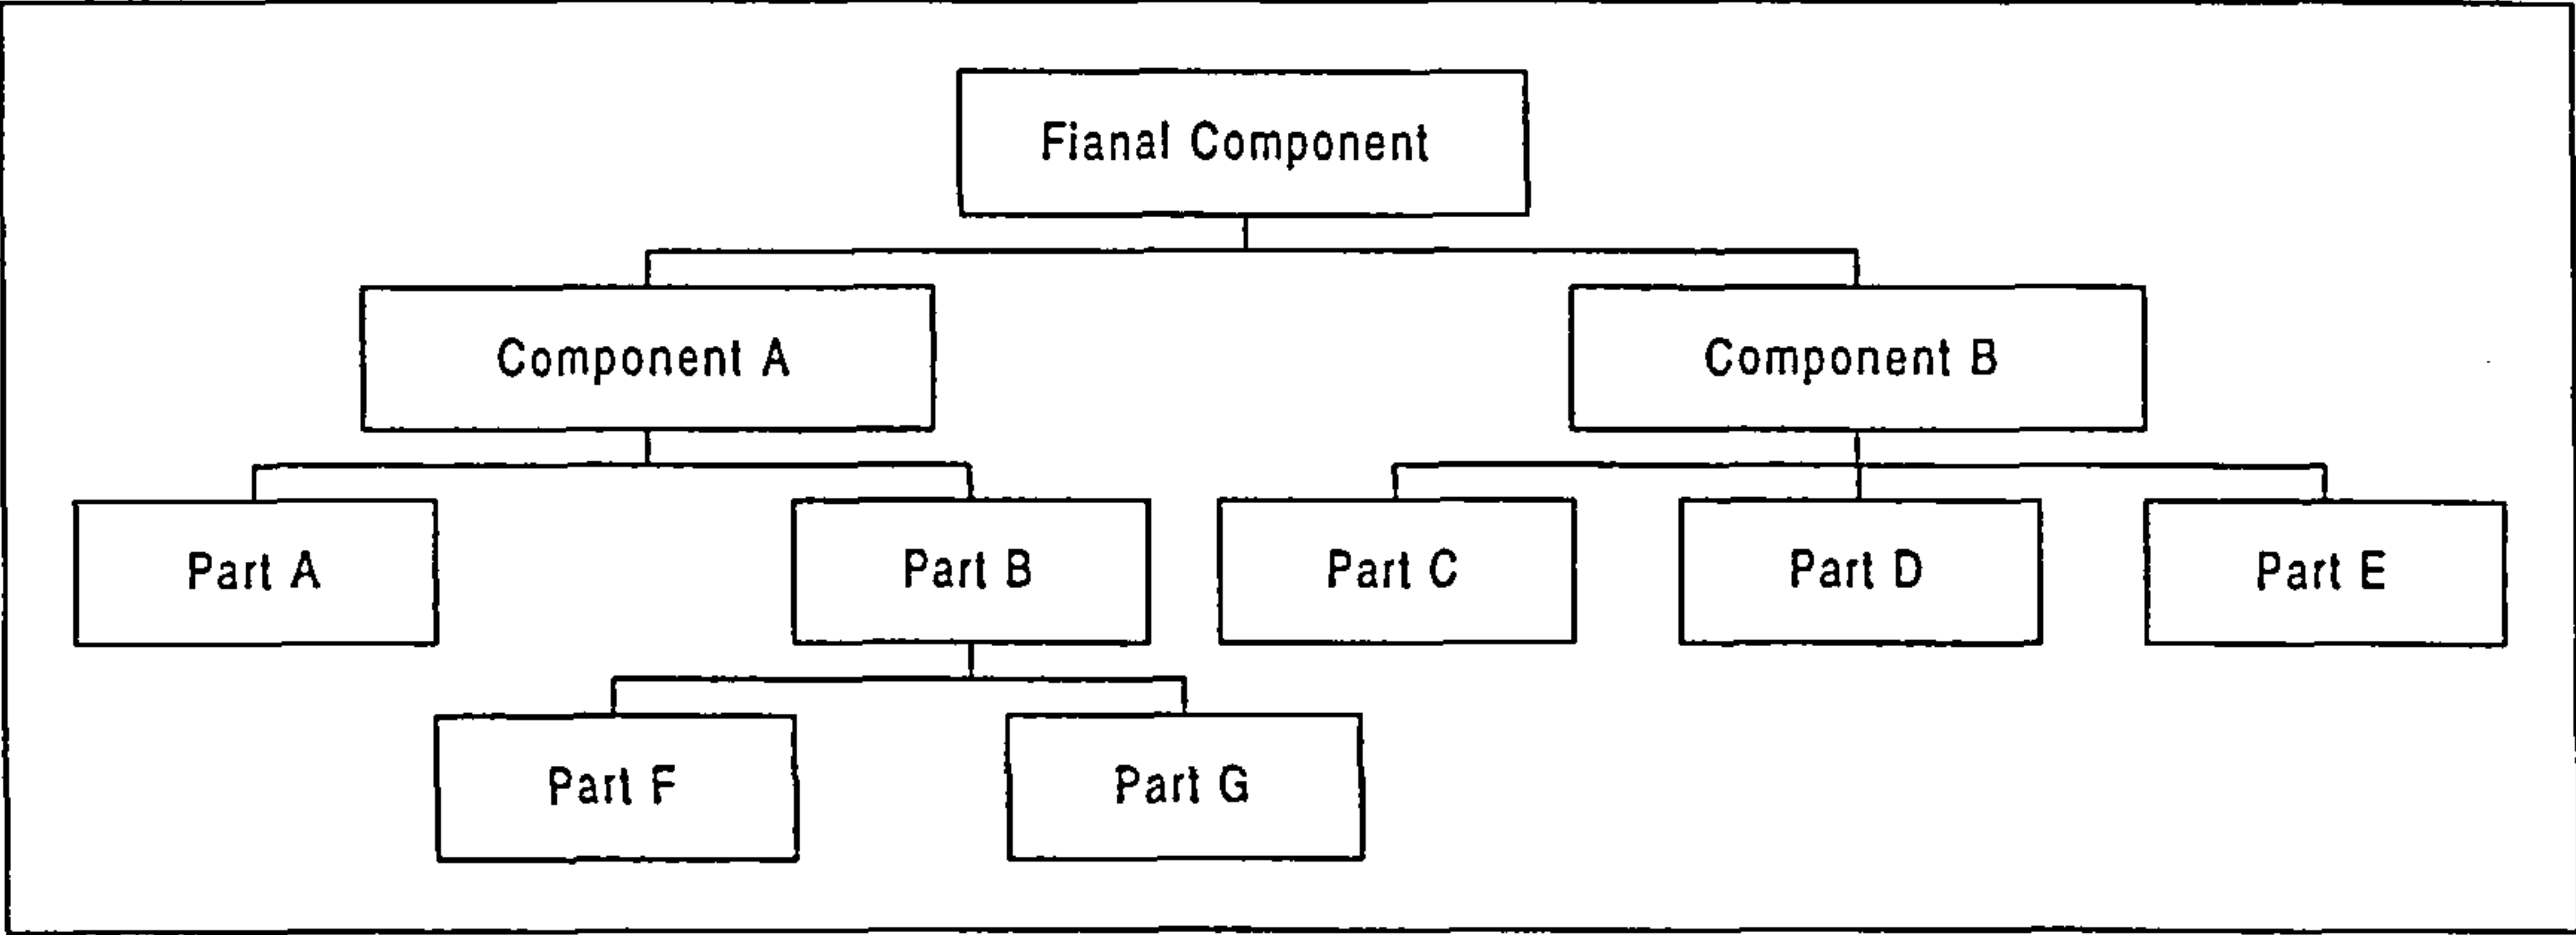 Fianal Component
Component A
Component B
Part A
Part B
Part C
Part D
Part E
Part F
Part G